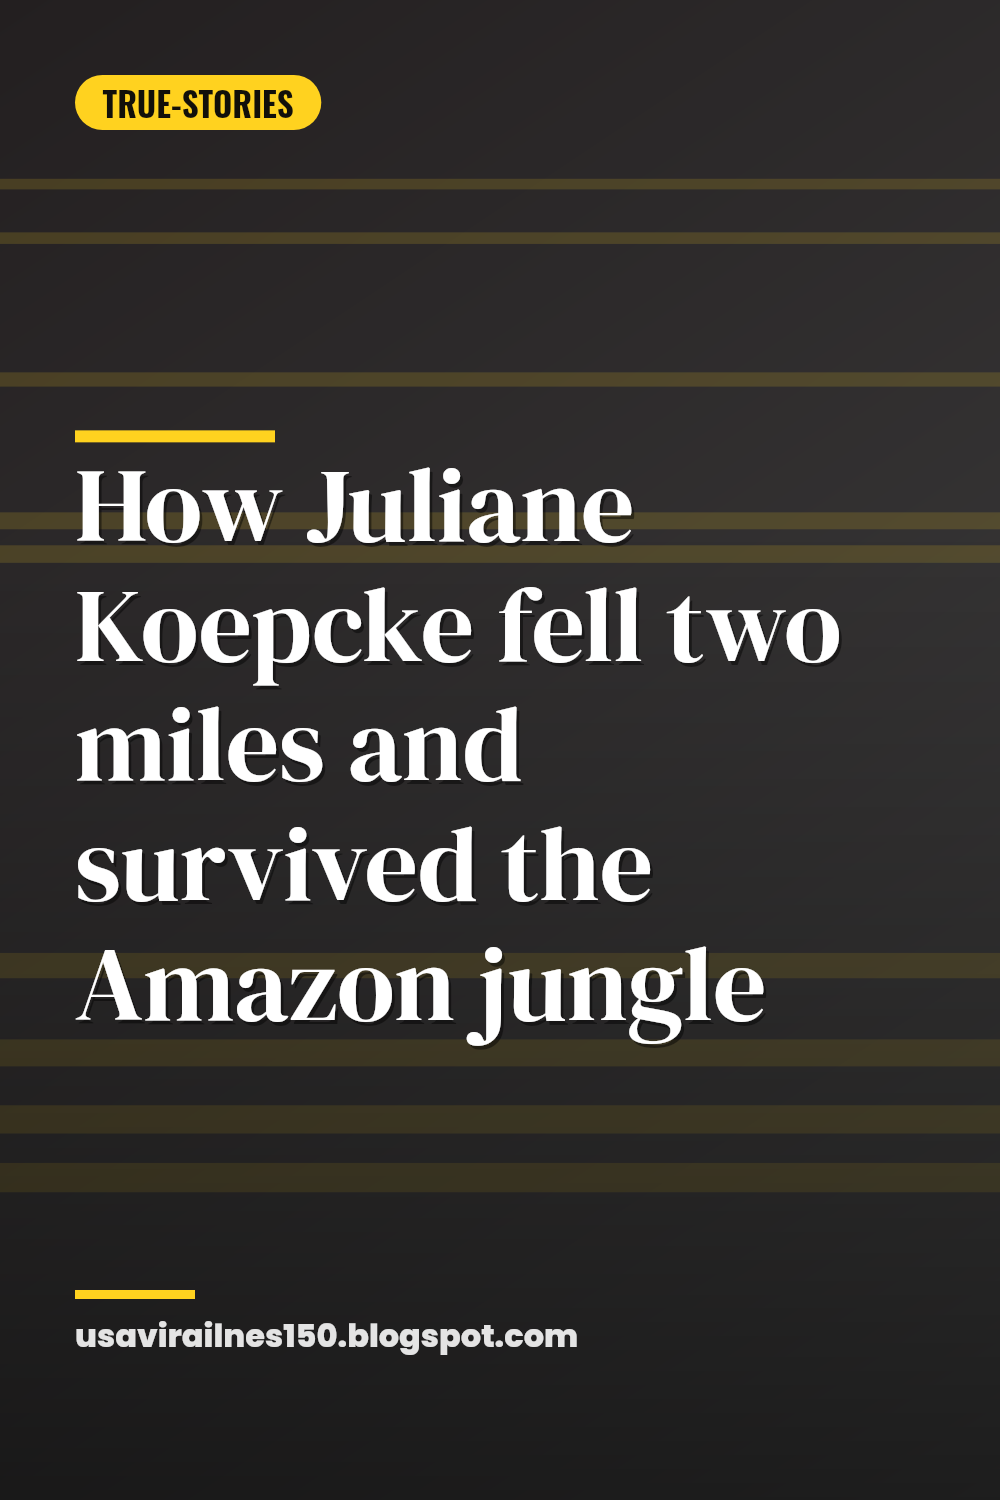 TRUE-STORIES
How Juliane
Koepcke fell two
miles and
survived the
Amazon jungle
usavirailnes150.blogspot.com